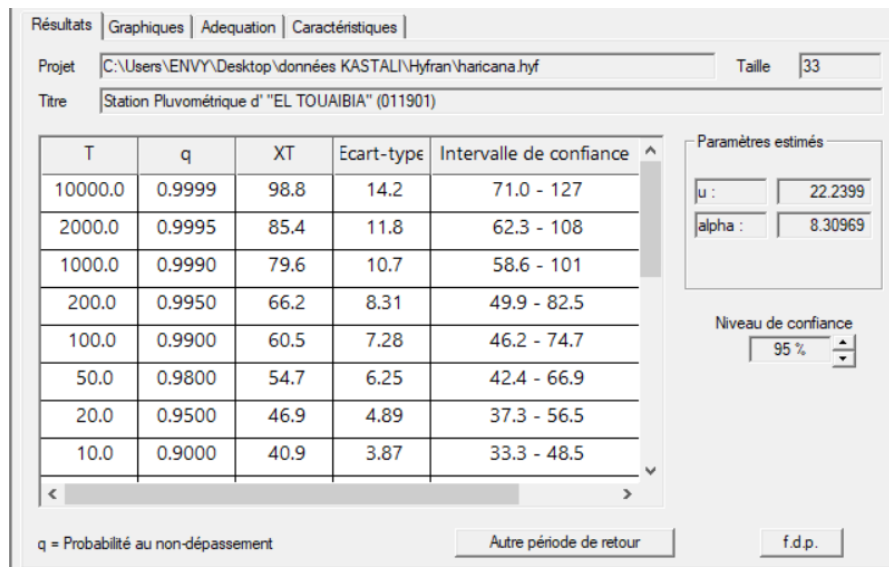 Résultats Graphiques Adequation Caractéristiques
Projet C:\Users\ENVY\Desktop\données KASTALI\Hyfran\haricana.hyf Taille 33
Titre Station Pluvométrique d' "EL TOUAIBIA" (011901)
T q XT Ecart-type Intervalle de confiance
10000.0 0.9999 98.8 14.2 71.0 - 127
2000.0 0.9995 85.4 11.8 62.3 - 108
1000.0 0.9990 79.6 10.7 58.6 - 101
200.0 0.9950 66.2 8.31 49.9 - 82.5
100.0 0.9900 60.5 7.28 46.2 - 74.7
50.0 0.9800 54.7 6.25 42.4 - 66.9
20.0 0.9500 46.9 4.89 37.3 - 56.5
10.0 0.9000 40.9 3.87 33.3 - 48.5
Paramètres estimés
u : 22.2399
alpha : 8.30969
Niveau de confiance
95 %
q = Probabilité au non-dépassement
Autre période de retour
f.d.p.